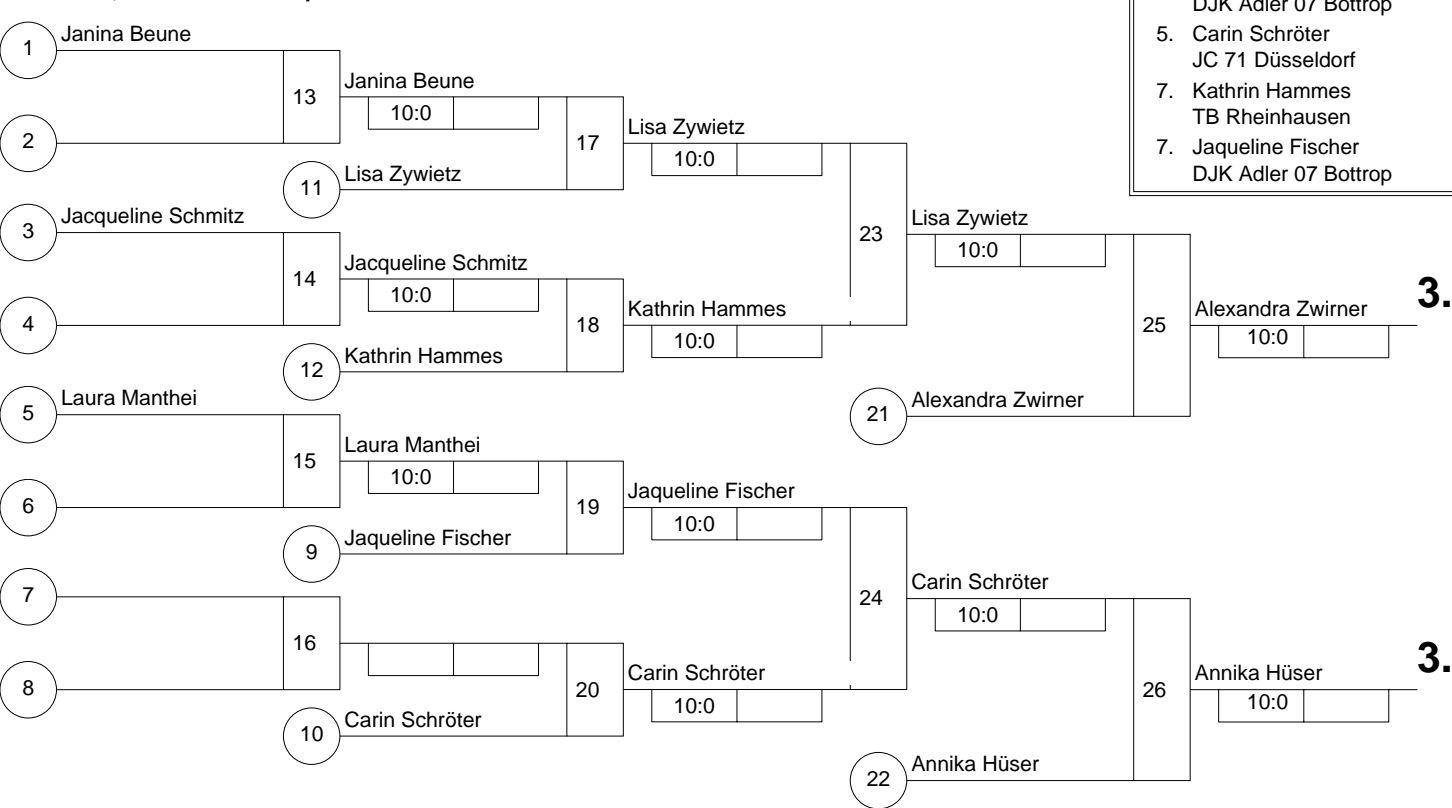 DJK Adler 07 Bottrop
5. Carin Schröter
JC 71 Düsseldorf
7. Kathrin Hammes
TB Rheinhausen
7. Jaqueline Fischer
DJK Adler 07 Bottrop
1 Janina Beune
2
13 Janina Beune
10:0
11 Lisa Zywietz
17 Lisa Zywietz
10:0
3 Jacqueline Schmitz
4
14 Jacqueline Schmitz
10:0
12 Kathrin Hammes
18 Kathrin Hammes
10:0
23 Lisa Zywietz
10:0
21 Alexandra Zwirner
25 Alexandra Zwirner 3.
10:0
5 Laura Manthei
6
15 Laura Manthei
10:0
9 Jaqueline Fischer
19 Jaqueline Fischer
10:0
7
8
16
10 Carin Schröter
20 Carin Schröter
10:0
24 Carin Schröter
10:0
22 Annika Hüser
26 Annika Hüser 3.
10:0